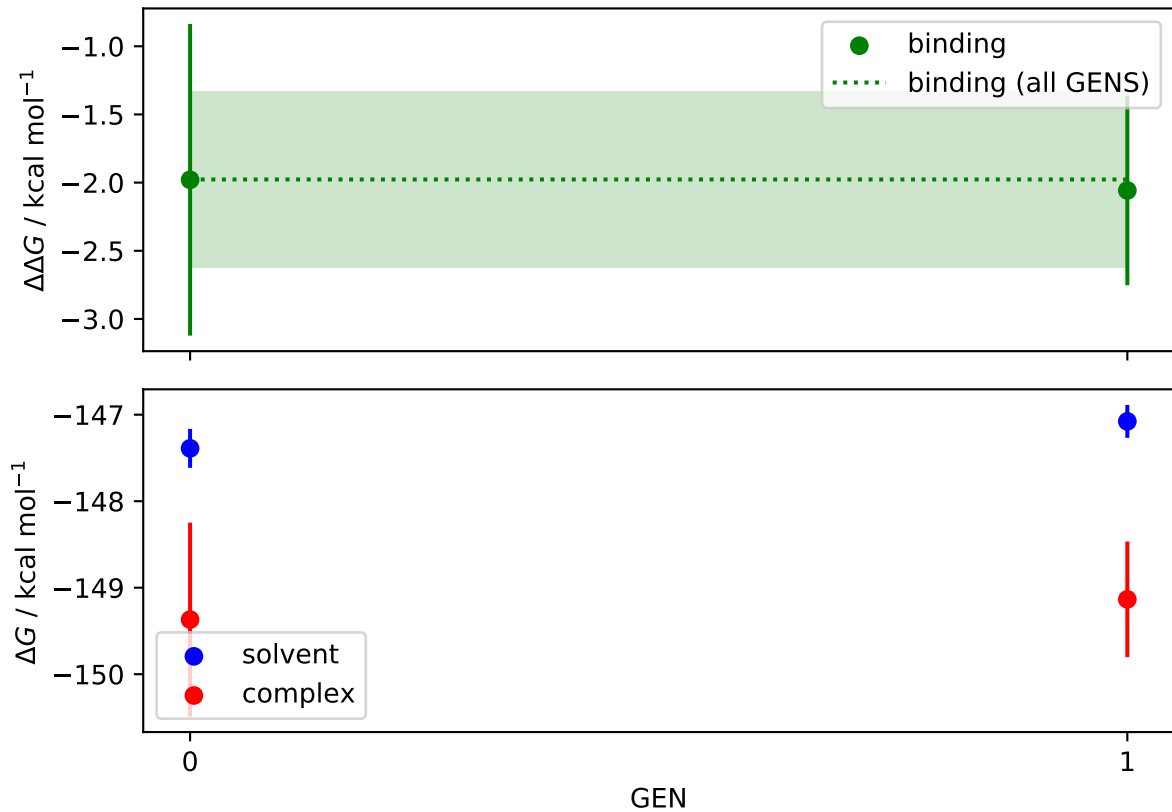 −1.0
−1.5
−2.0
−2.5
−3.0
ΔΔG / kcal mol⁻¹
binding
binding (all GENS)
−147
−148
−149
−150
ΔG / kcal mol⁻¹
solvent
complex
0
1
GEN